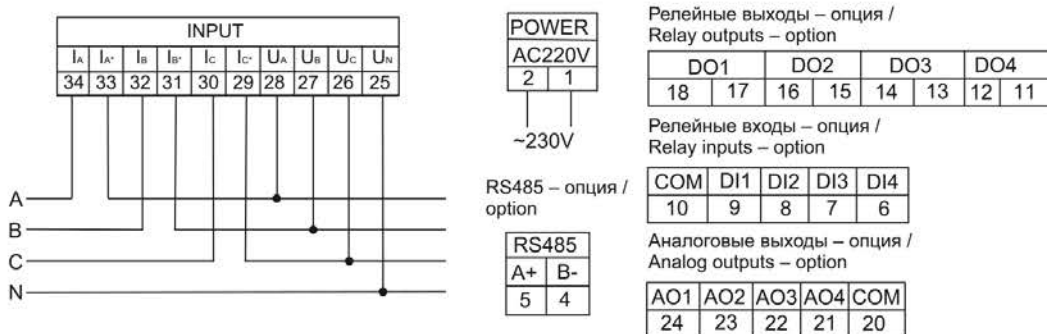 INPUT
IA IA* IB IB* IC IC* UA UB UC UN
34 33 32 31 30 29 28 27 26 25
A
B
C
N
POWER
AC220V
2 1
~230V
RS485 – опция /
option
RS485
A+ B-
5 4
Релейные выходы – опция /
Relay outputs – option
DO1 DO2 DO3 DO4
18 17 16 15 14 13 12 11
Релейные входы – опция /
Relay inputs – option
COM DI1 DI2 DI3 DI4
10 9 8 7 6
Аналоговые выходы – опция /
Analog outputs – option
AO1 AO2 AO3 AO4 COM
24 23 22 21 20